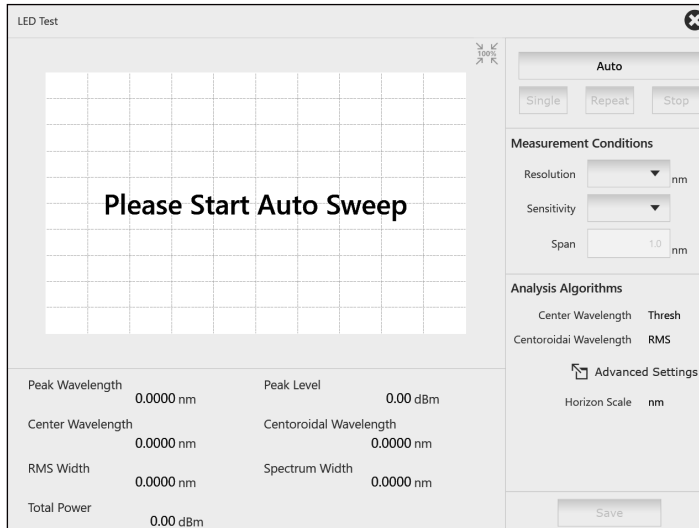 LED Test
100%
Please Start Auto Sweep
Auto
Single Repeat Stop
Measurement Conditions
Resolution nm
Sensitivity
Span 1.0 nm
Analysis Algorithms
Center Wavelength Thresh
Centoroidai Wavelength RMS
Advanced Settings
Horizon Scale nm
Save
Peak Wavelength
0.0000 nm
Peak Level
0.00 dBm
Center Wavelength
0.0000 nm
Centoroidal Wavelength
0.0000 nm
RMS Width
0.0000 nm
Spectrum Width
0.0000 nm
Total Power
0.00 dBm